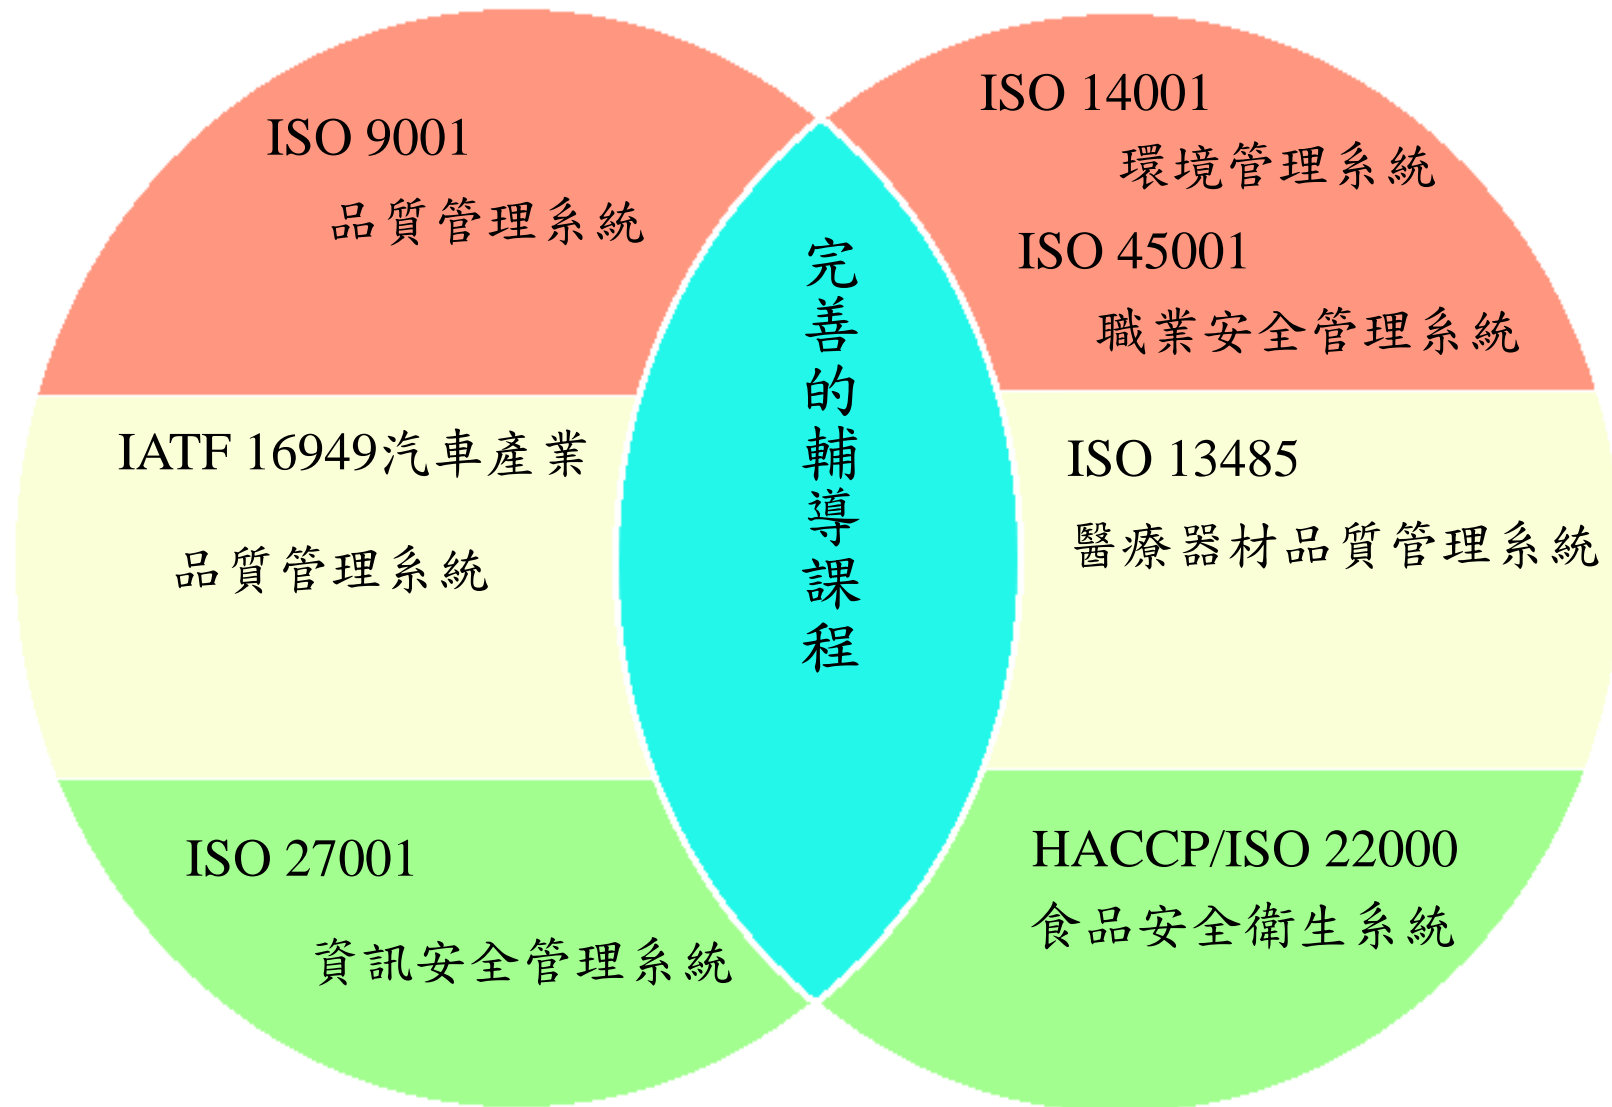 ISO 9001
品質管理系統
IATF 16949汽車產業
品質管理系統
ISO 27001
資訊安全管理系統
完善的輔導課程
ISO 14001
環境管理系統
ISO 45001
職業安全管理系統
ISO 13485
醫療器材品質管理系統
HACCP/ISO 22000
食品安全衛生系統